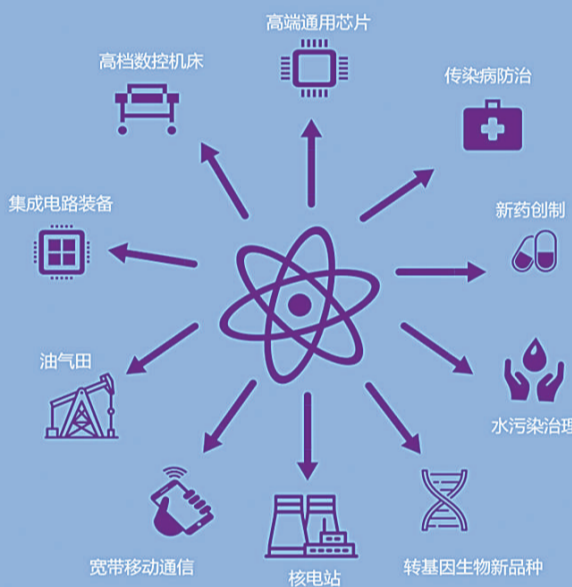 高端通用芯片
高档数控机床
传染病防治
集成电路装备
新药创制
油气田
水污染治理
宽带移动通信
核电站
转基因生物新品种